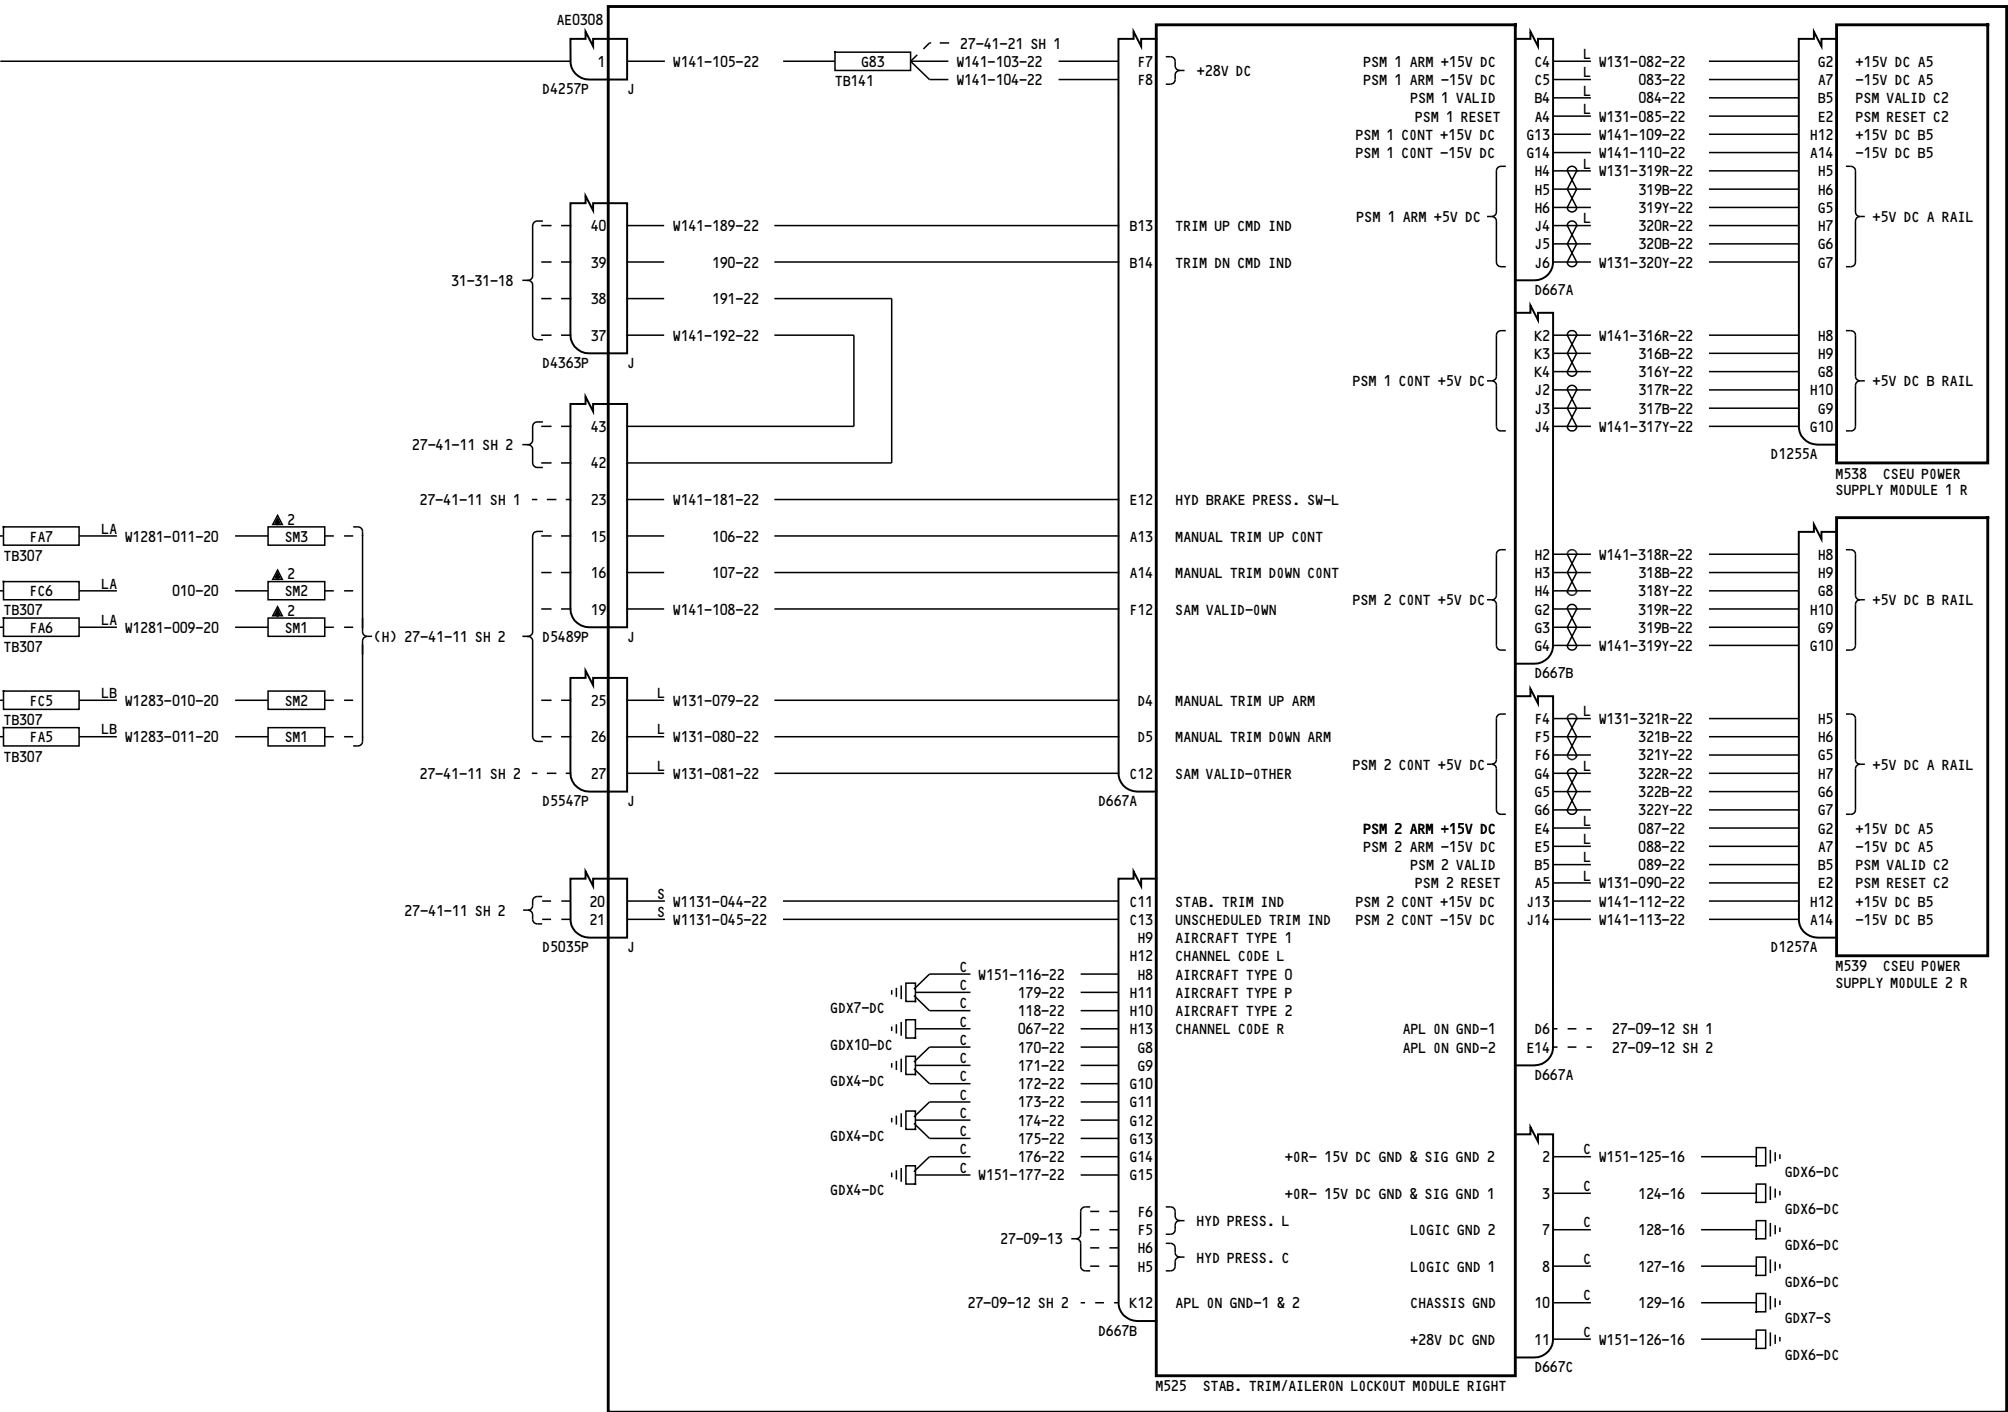 AE0308
1 W141-105-22 G83 27-41-21 SH 1
W141-103-22 F7
W141-104-22 F8 +28V DC
D4257P J TB141
31-31-18
40 W141-189-22 B13 TRIM UP CMD IND
39 190-22 B14 TRIM DN CMD IND
38 191-22
37 W141-192-22
D4363P J
27-41-11 SH 2
43
42
27-41-11 SH 1 23 W141-181-22 E12 HYD BRAKE PRESS. SW-L
15 106-22 A13 MANUAL TRIM UP CONT
16 107-22 A14 MANUAL TRIM DOWN CONT
19 W141-108-22 F12 SAM VALID-OWN
D5489P J
FA7 LA W1281-011-20 SM3 ▲ 2
TB307
FC6 LA 010-20 SM2 ▲ 2
TB307
FA6 LA W1281-009-20 SM1 ▲ 2
TB307
(H) 27-41-11 SH 2
FC5 LB W1283-010-20 SM2
TB307
FA5 LB W1283-011-20 SM1
TB307
25 L W131-079-22 D4 MANUAL TRIM UP ARM
26 L W131-080-22 D5 MANUAL TRIM DOWN ARM
27-41-11 SH 2 27 L W131-081-22 C12 SAM VALID-OTHER
D5547P J D667A
27-41-11 SH 2
20 S W1131-044-22 C11 STAB. TRIM IND
21 S W1131-045-22 C13 UNSCHEDULED TRIM IND
D5035P J
H9 AIRCRAFT TYPE 1
H12 CHANNEL CODE L
C W151-116-22 H8 AIRCRAFT TYPE 0
C 179-22 H11 AIRCRAFT TYPE P
GDX7-DC C 118-22 H10 AIRCRAFT TYPE 2
C 067-22 H13 CHANNEL CODE R
GDX10-DC
C 170-22 G8
C 171-22 G9
GDX4-DC C 172-22 G10
C 173-22 G11
C 174-22 G12
GDX4-DC C 175-22 G13
C 176-22 G14
C W151-177-22 G15
GDX4-DC
27-09-13
F6
F5 HYD PRESS. L
H6
H5 HYD PRESS. C
27-09-12 SH 2 K12 APL ON GND-1 & 2
D667B
PSM 1 ARM +15V DC C4 L W131-082-22 G2 +15V DC A5
PSM 1 ARM -15V DC C5 L 083-22 A7 -15V DC A5
PSM 1 VALID B4 L 084-22 B5 PSM VALID C2
PSM 1 RESET A4 L W131-085-22 E2 PSM RESET C2
PSM 1 CONT +15V DC G13 W141-109-22 H12 +15V DC B5
PSM 1 CONT -15V DC G14 W141-110-22 A14 -15V DC B5
H4 L W131-319R-22 H5
H5 319B-22 H6
H6 319Y-22 G5
PSM 1 ARM +5V DC +5V DC A RAIL
J4 L 320R-22 H7
J5 320B-22 G6
J6 W131-320Y-22 G7
D667A
K2 W141-316R-22 H8
K3 316B-22 H9
K4 316Y-22 G8
PSM 1 CONT +5V DC +5V DC B RAIL
J2 317R-22 H10
J3 317B-22 G9
J4 W141-317Y-22 G10
D1255A
M538 CSEU POWER
SUPPLY MODULE 1 R
H2 W141-318R-22 H8
H3 318B-22 H9
H4 318Y-22 G8
PSM 2 CONT +5V DC +5V DC B RAIL
G2 319R-22 H10
G3 319B-22 G9
G4 W141-319Y-22 G10
D667B
F4 L W131-321R-22 H5
F5 321B-22 H6
F6 321Y-22 G5
PSM 2 CONT +5V DC +5V DC A RAIL
G4 L 322R-22 H7
G5 322B-22 G6
G6 322Y-22 G7
PSM 2 ARM +15V DC E4 L 087-22 G2 +15V DC A5
PSM 2 ARM -15V DC E5 L 088-22 A7 -15V DC A5
PSM 2 VALID B5 L 089-22 B5 PSM VALID C2
PSM 2 RESET A5 L W131-090-22 E2 PSM RESET C2
PSM 2 CONT +15V DC J13 W141-112-22 H12 +15V DC B5
PSM 2 CONT -15V DC J14 W141-113-22 A14 -15V DC B5
D1257A
M539 CSEU POWER
SUPPLY MODULE 2 R
APL ON GND-1 D6 27-09-12 SH 1
APL ON GND-2 E14 27-09-12 SH 2
D667A
+OR- 15V DC GND & SIG GND 2 2 C W151-125-16 GDX6-DC
+OR- 15V DC GND & SIG GND 1 3 C 124-16 GDX6-DC
LOGIC GND 2 7 C 128-16 GDX6-DC
LOGIC GND 1 8 C 127-16 GDX6-DC
CHASSIS GND 10 C 129-16 GDX7-S
+28V DC GND 11 C W151-126-16 GDX6-DC
D667C
M525 STAB. TRIM/AILERON LOCKOUT MODULE RIGHT